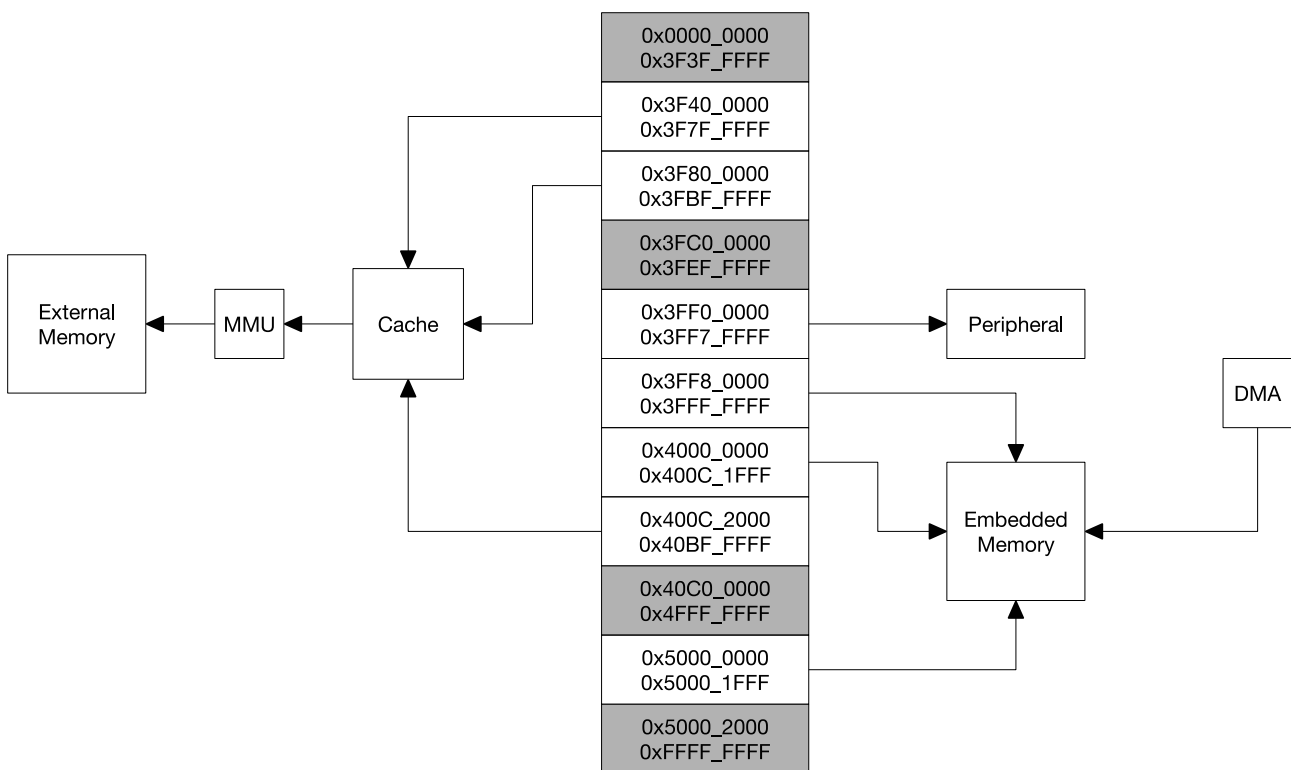 0x0000_0000
0x3F3F_FFFF
0x3F40_0000
0x3F7F_FFFF
0x3F80_0000
0x3FBF_FFFF
0x3FC0_0000
0x3FEF_FFFF
External
Memory
MMU
Cache
0x3FF0_0000
0x3FF7_FFFF
Peripheral
0x3FF8_0000
0x3FFF_FFFF
DMA
0x4000_0000
0x400C_1FFF
0x400C_2000
0x40BF_FFFF
Embedded
Memory
0x40C0_0000
0x4FFF_FFFF
0x5000_0000
0x5000_1FFF
0x5000_2000
0xFFFF_FFFF